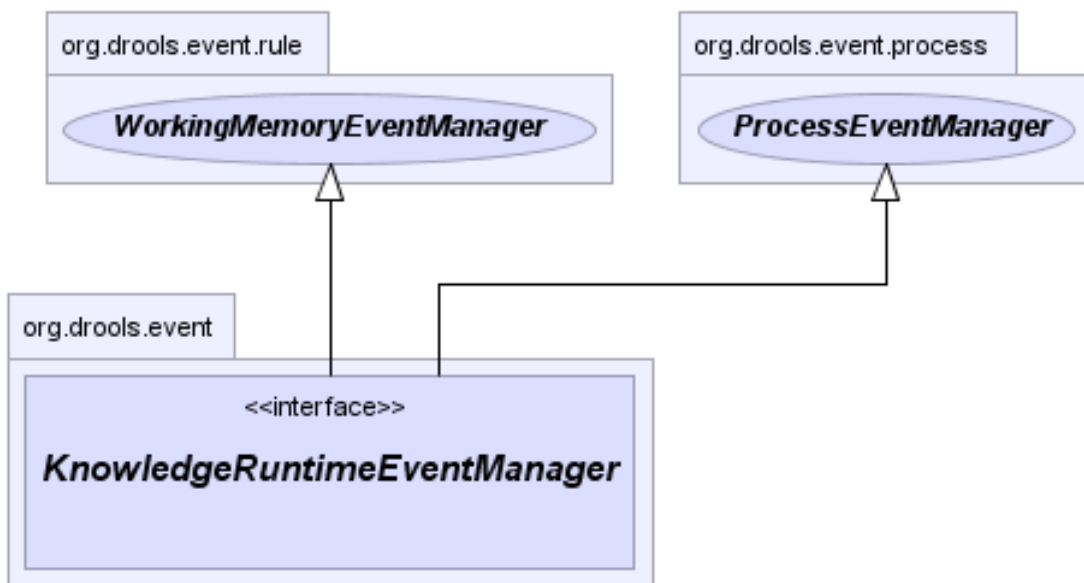 org.drools.event.rule
org.drools.event.process
WorkingMemoryEventManager
ProcessEventManager
org.drools.event
<<interface>>
KnowledgeRuntimeEventManager